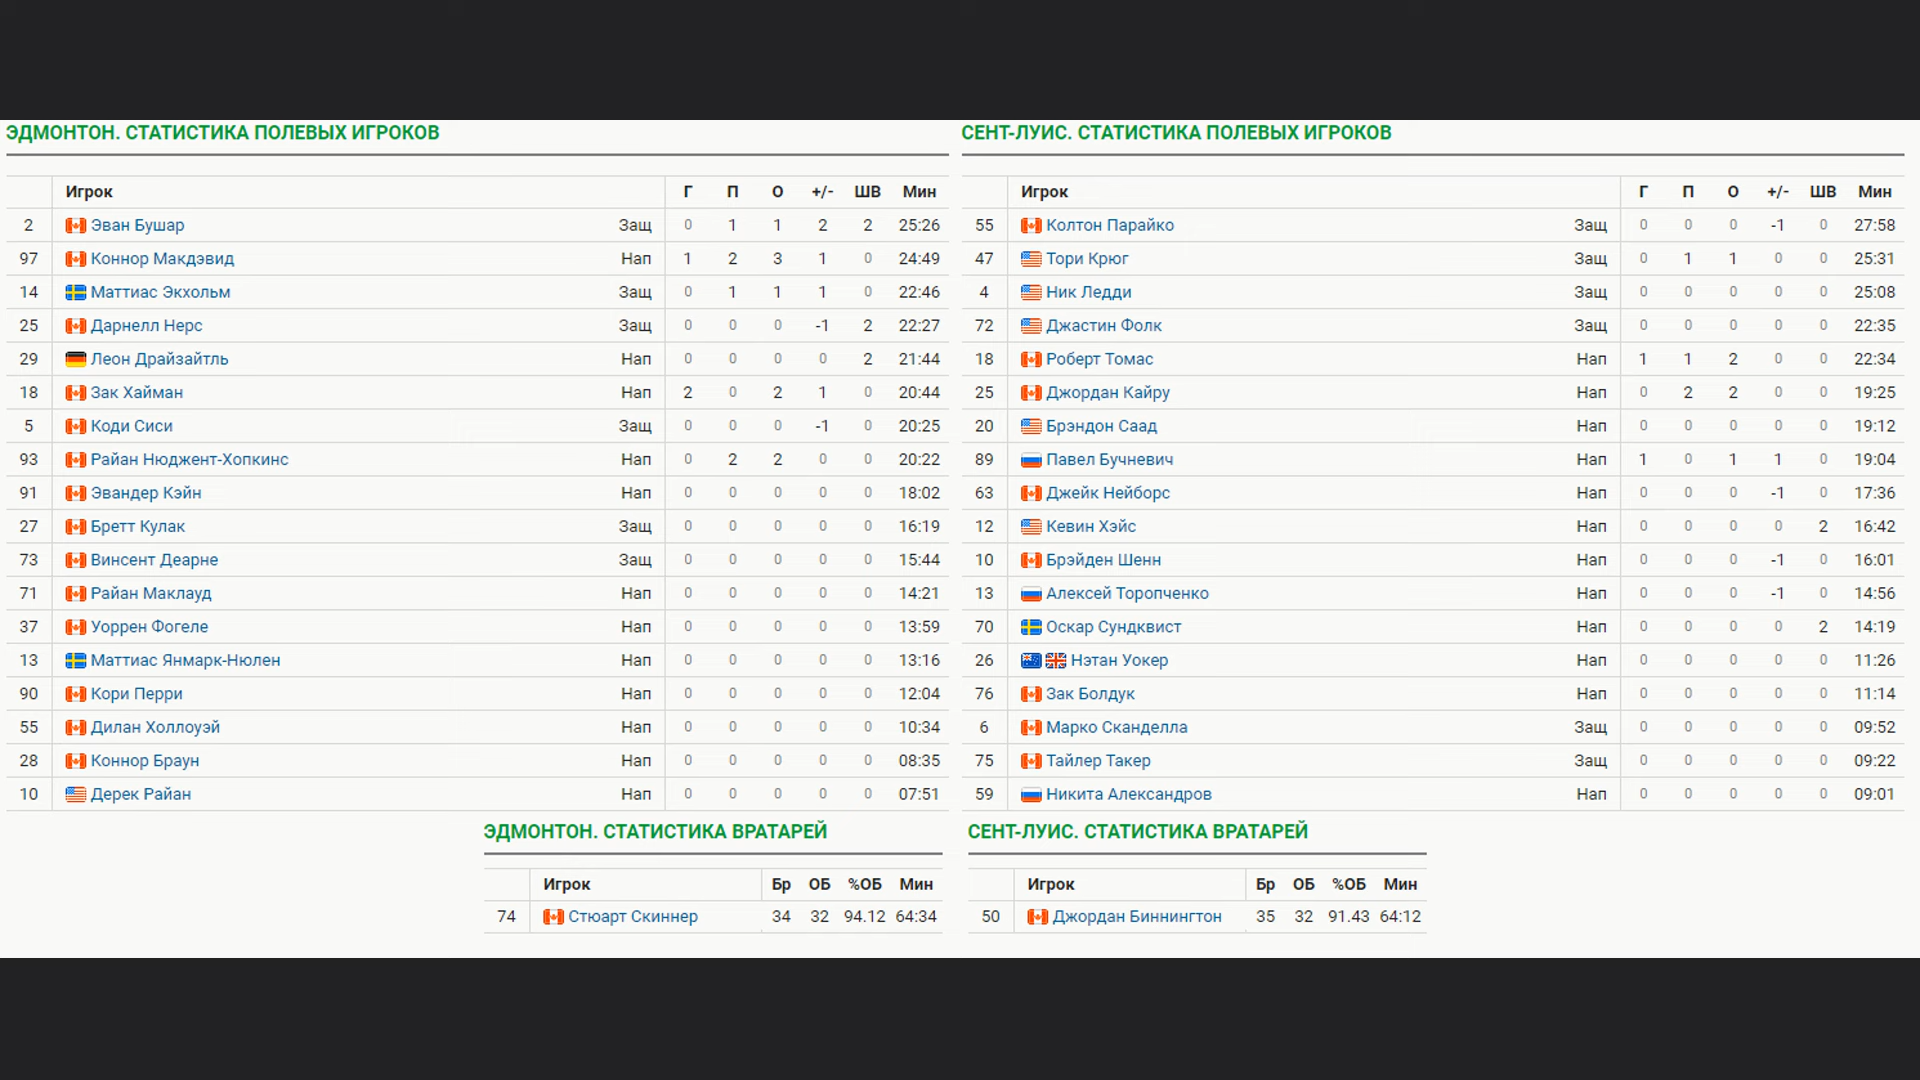 ЭДМОНТОН. СТАТИСТИКА ПОЛЕВЫХ ИГРОКОВ
Игрок Г П О +/- ШВ Мин
2 Эван Бушар Защ 0 1 1 2 2 25:26
97 Коннор Макдэвид Нап 1 2 3 1 0 24:49
14 Маттиас Экхольм Защ 0 1 1 1 0 22:46
25 Дарнелл Нерс Защ 0 0 0 -1 2 22:27
29 Леон Драйзайтль Нап 0 0 0 0 2 21:44
18 Зак Хайман Нап 2 0 2 1 0 20:44
5 Коди Сиси Защ 0 0 0 -1 0 20:25
93 Райан Нюджент-Хопкинс Нап 0 2 2 0 0 20:22
91 Эвандер Кэйн Нап 0 0 0 0 0 18:02
27 Бретт Кулак Защ 0 0 0 0 0 16:19
73 Винсент Деарне Защ 0 0 0 0 0 15:44
71 Райан Маклауд Нап 0 0 0 0 0 14:21
37 Уоррен Фогеле Нап 0 0 0 0 0 13:59
13 Маттиас Янмарк-Нюлен Нап 0 0 0 0 0 13:16
90 Кори Перри Нап 0 0 0 0 0 12:04
55 Дилан Холлоуэй Нап 0 0 0 0 0 10:34
28 Коннор Браун Нап 0 0 0 0 0 08:35
10 Дерек Райан Нап 0 0 0 0 0 07:51
СЕНТ-ЛУИС. СТАТИСТИКА ПОЛЕВЫХ ИГРОКОВ
Игрок Г П О +/- ШВ Мин
55 Колтон Парайко Защ 0 0 0 -1 0 27:58
47 Тори Крюг Защ 0 1 1 0 0 25:31
4 Ник Ледди Защ 0 0 0 0 0 25:08
72 Джастин Фолк Защ 0 0 0 0 0 22:35
18 Роберт Томас Нап 1 1 2 0 0 22:34
25 Джордан Кайру Нап 0 2 2 0 0 19:25
20 Брэндон Саад Нап 0 0 0 0 0 19:12
89 Павел Бучневич Нап 1 0 1 1 0 19:04
63 Джейк Нейборс Нап 0 0 0 -1 0 17:36
12 Кевин Хэйс Нап 0 0 0 0 2 16:42
10 Брэйден Шенн Нап 0 0 0 -1 0 16:01
13 Алексей Торопченко Нап 0 0 0 -1 0 14:56
70 Оскар Сундквист Нап 0 0 0 0 2 14:19
26 Нэтан Уокер Нап 0 0 0 0 0 11:26
76 Зак Болдук Нап 0 0 0 0 0 11:14
6 Марко Сканделла Защ 0 0 0 0 0 09:52
75 Тайлер Такер Защ 0 0 0 0 0 09:22
59 Никита Александров Нап 0 0 0 0 0 09:01
ЭДМОНТОН. СТАТИСТИКА ВРАТАРЕЙ
Игрок Бр ОБ %ОБ Мин
74 Стюарт Скиннер 34 32 94.12 64:34
СЕНТ-ЛУИС. СТАТИСТИКА ВРАТАРЕЙ
Игрок Бр ОБ %ОБ Мин
50 Джордан Биннингтон 35 32 91.43 64:12